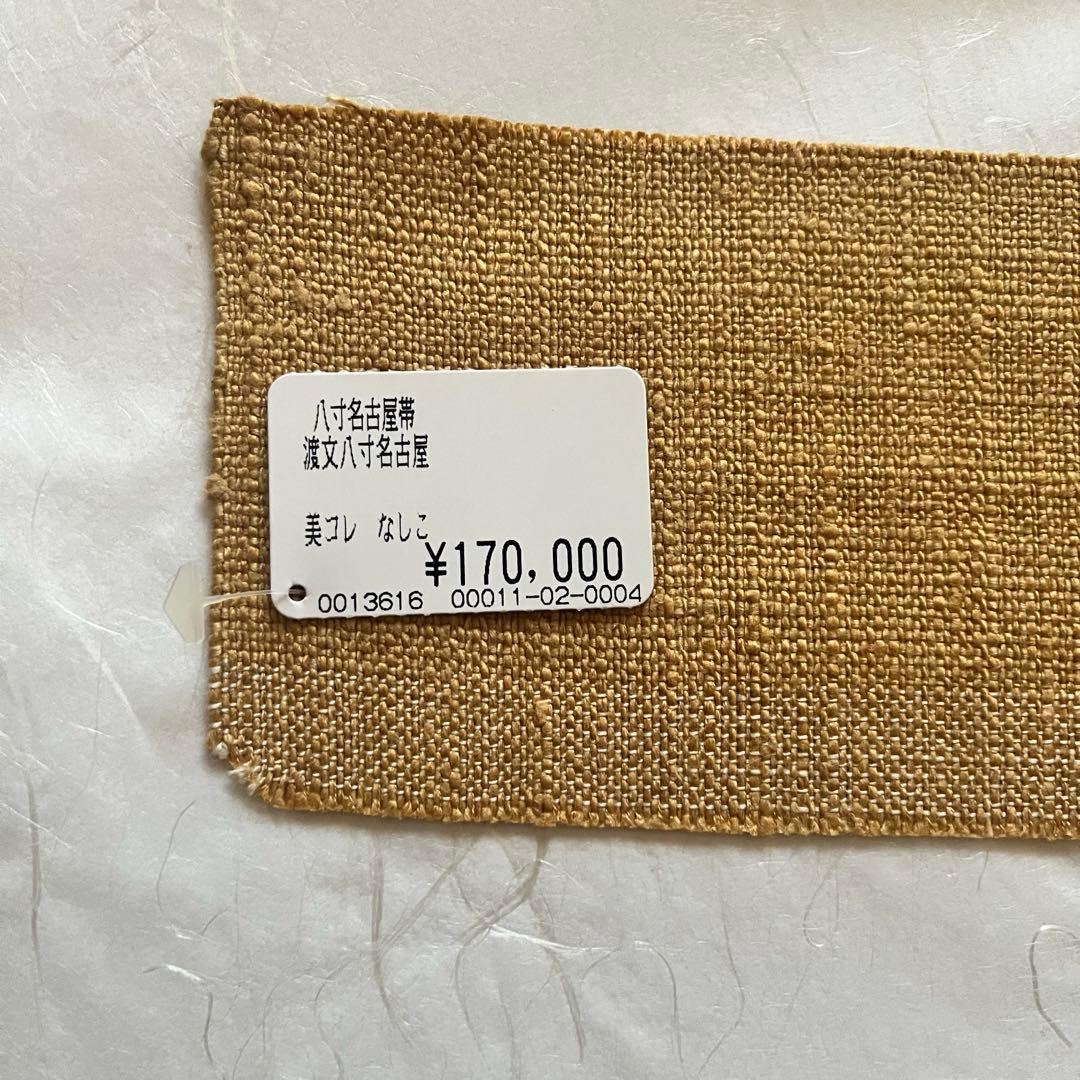 八寸名古屋帯
渡文八寸名古屋
美コレ なしこ
¥170,000
0013616 00011-02-0004